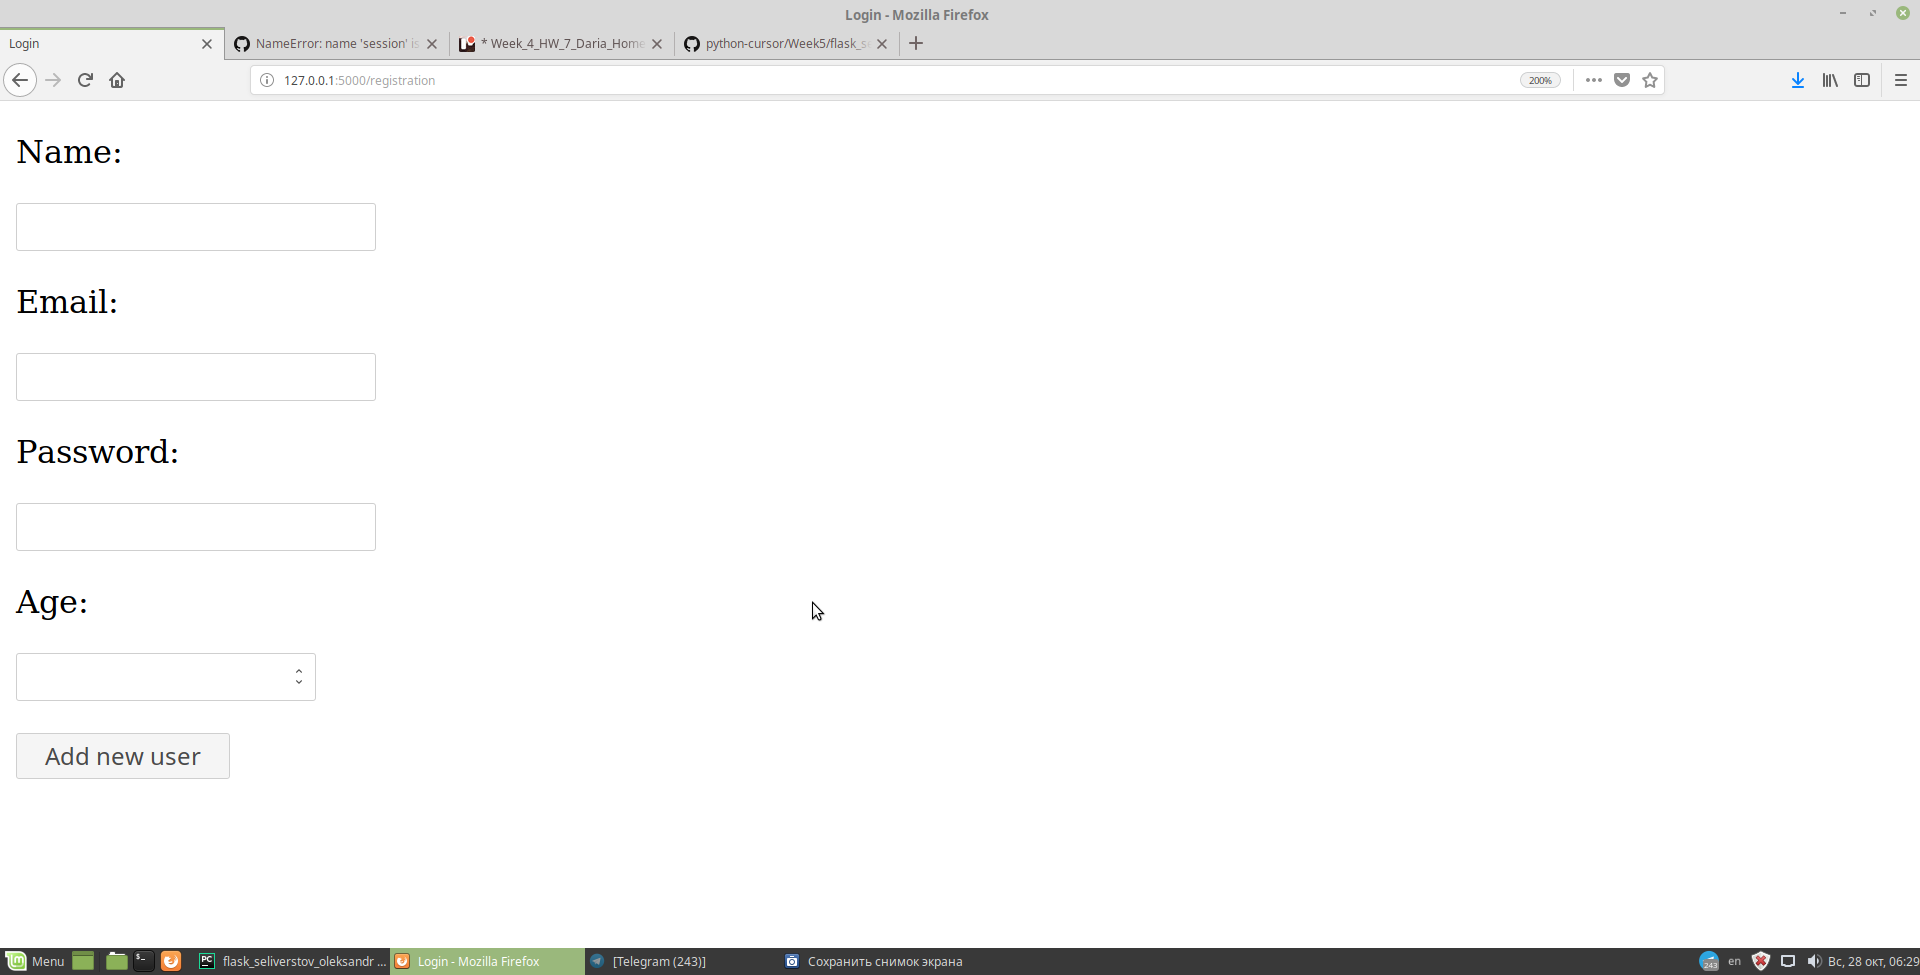 Login - Mozilla Firefox
Login
NameError: name 'session' is
* Week_4_HW_7_Daria_Home
python-cursor/Week5/flask_s
127.0.0.1:5000/registration
200%
Name:
Email:
Password:
Age:
Add new user
Menu
flask_seliverstov_oleksandr ...
Login - Mozilla Firefox
[Telegram (243)]
Сохранить снимок экрана
243
en
Вс, 28 окт, 06:29